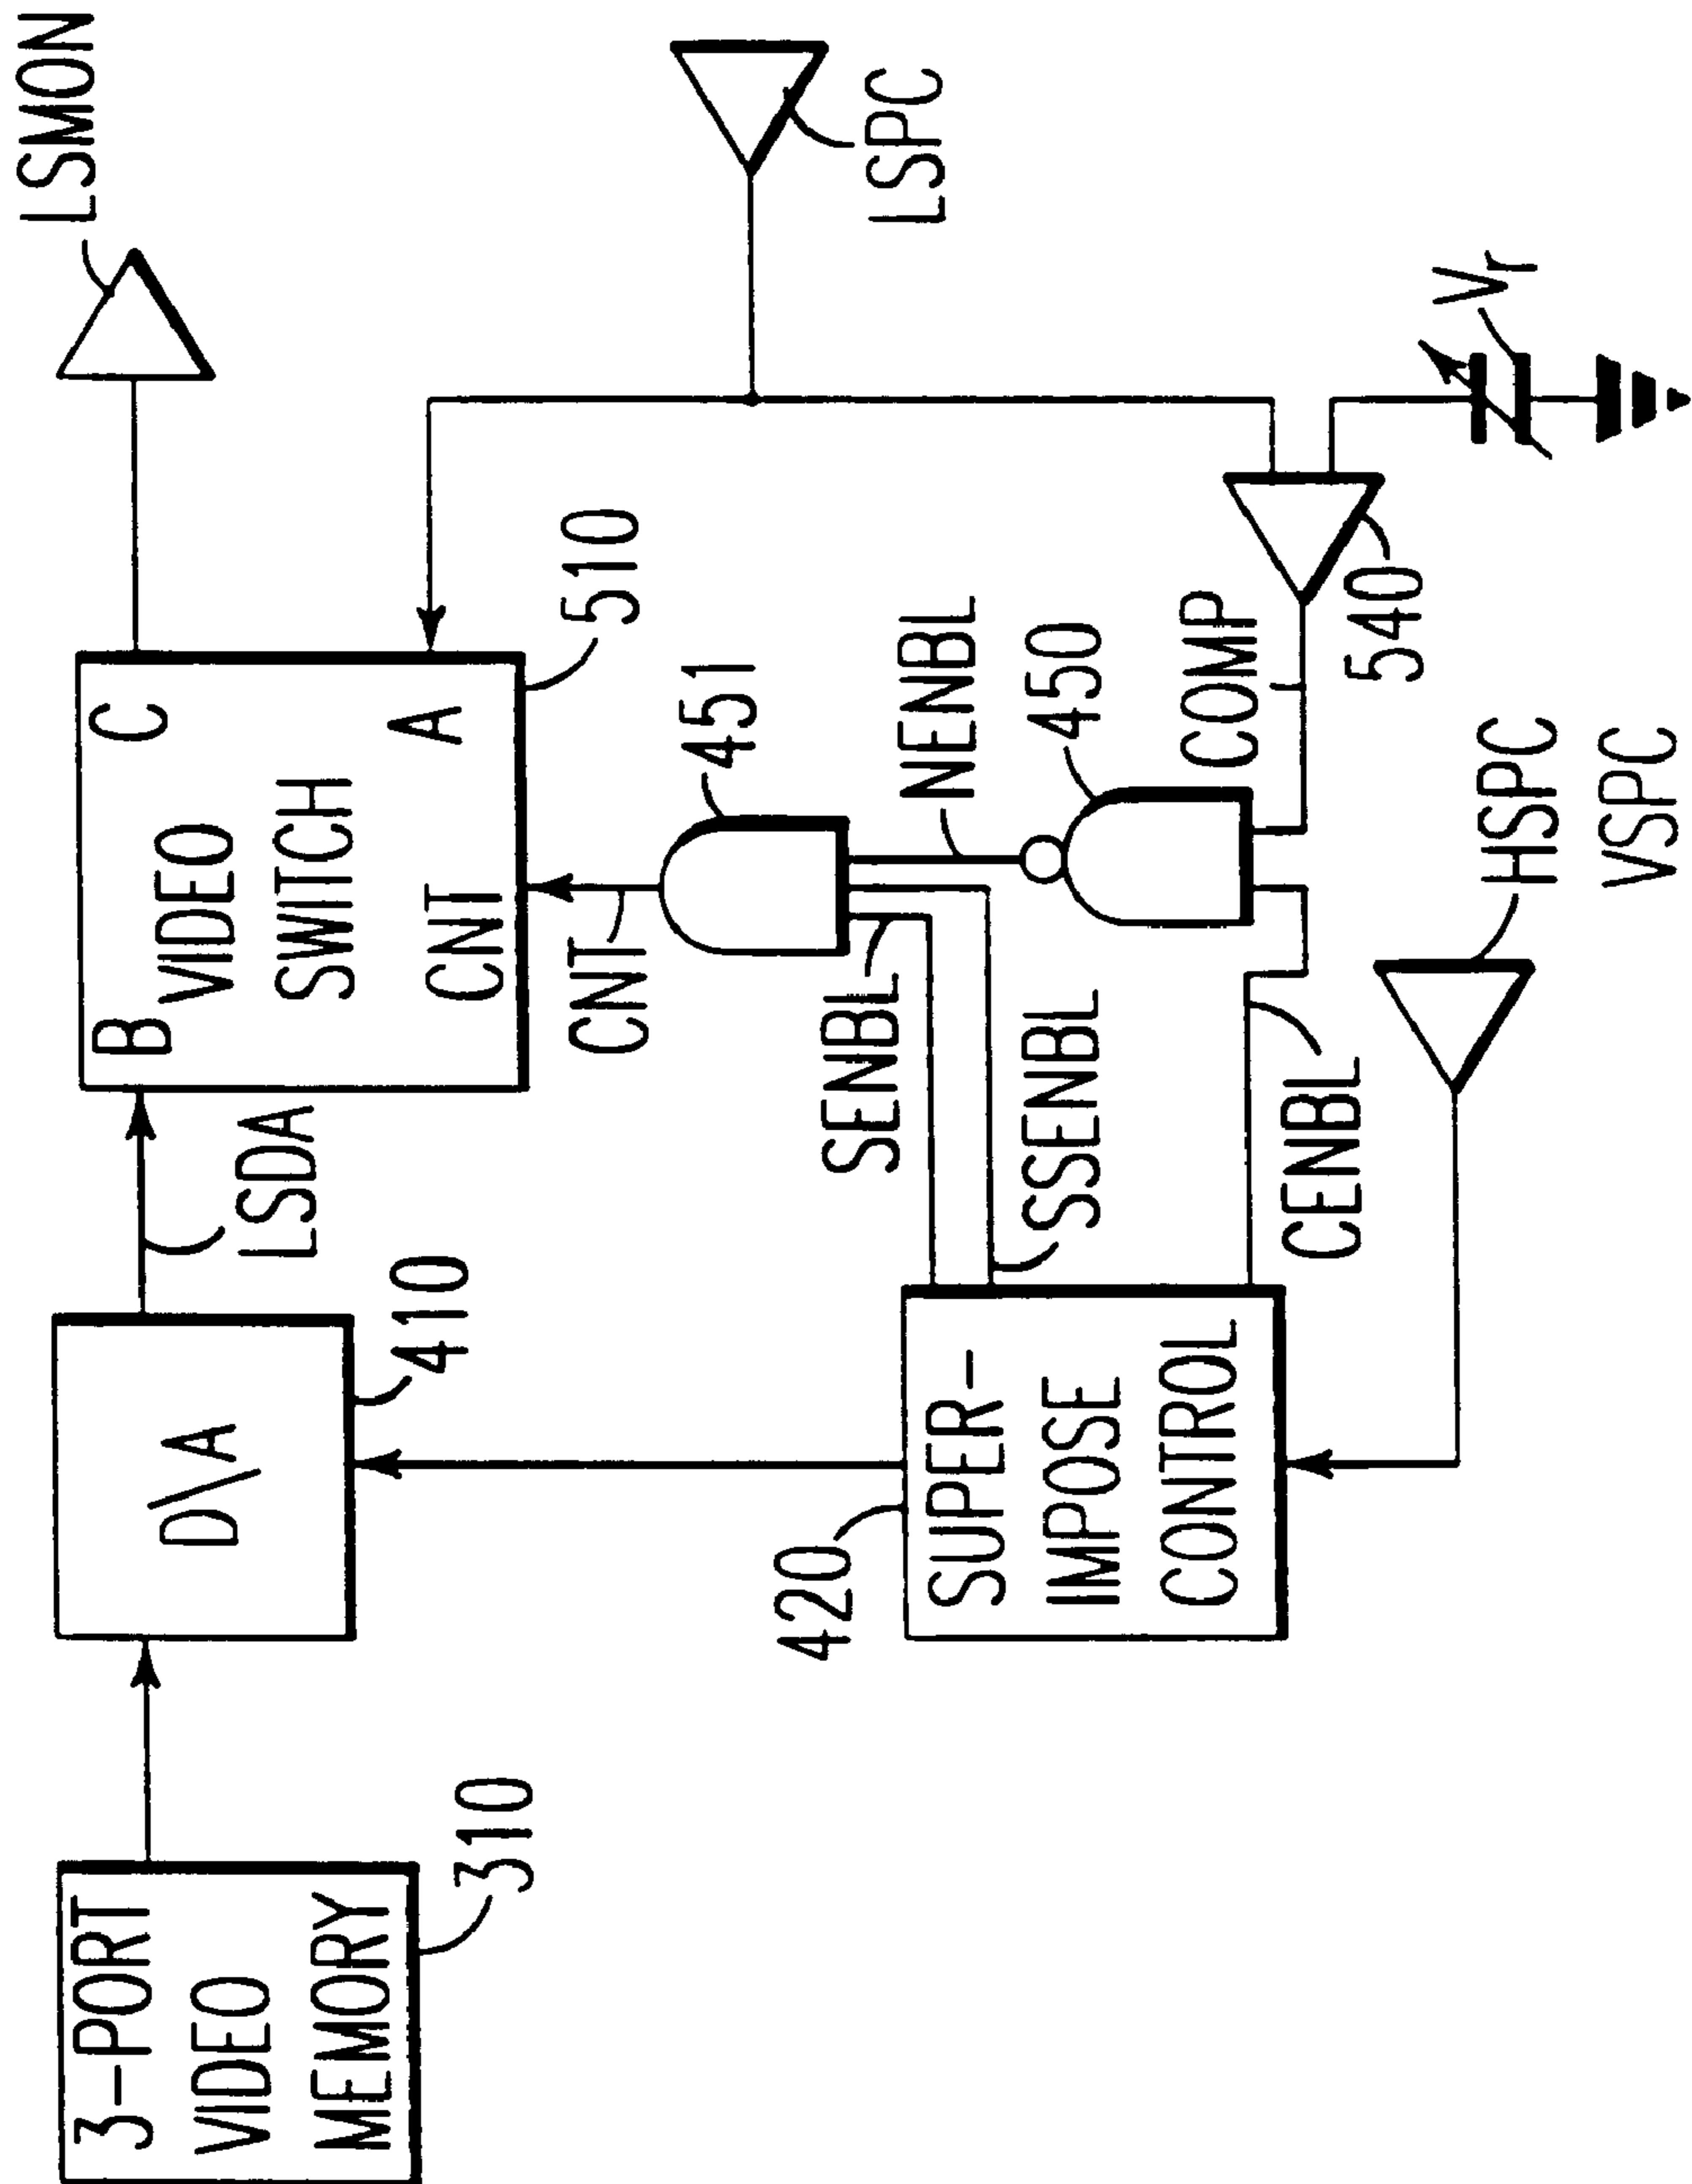 3-PORT
VIDEO
MEMORY
310
D/A
410
LSDA
B
C
VIDEO
SWITCH
CNT
A
510
LSMON
LSPC
CNT
451
SENBL
NENBL
SSENBL
450
COMP
540
Vr
420
SUPER-
IMPOSE
CONTROL
CENBL
HSPC
VSPC